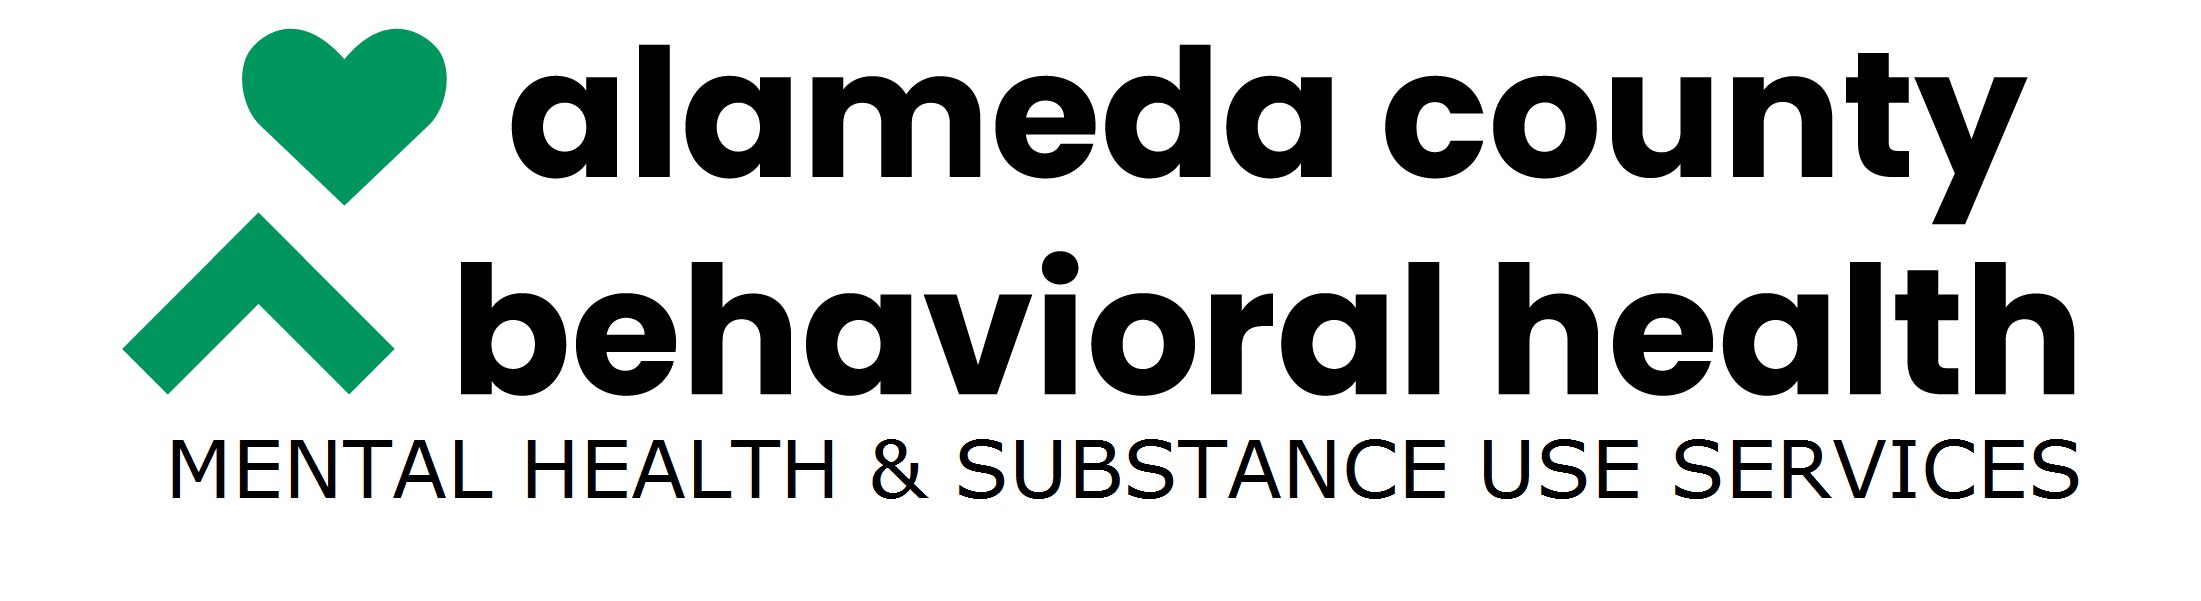 alameda county
behavioral health
MENTAL HEALTH & SUBSTANCE USE SERVICES